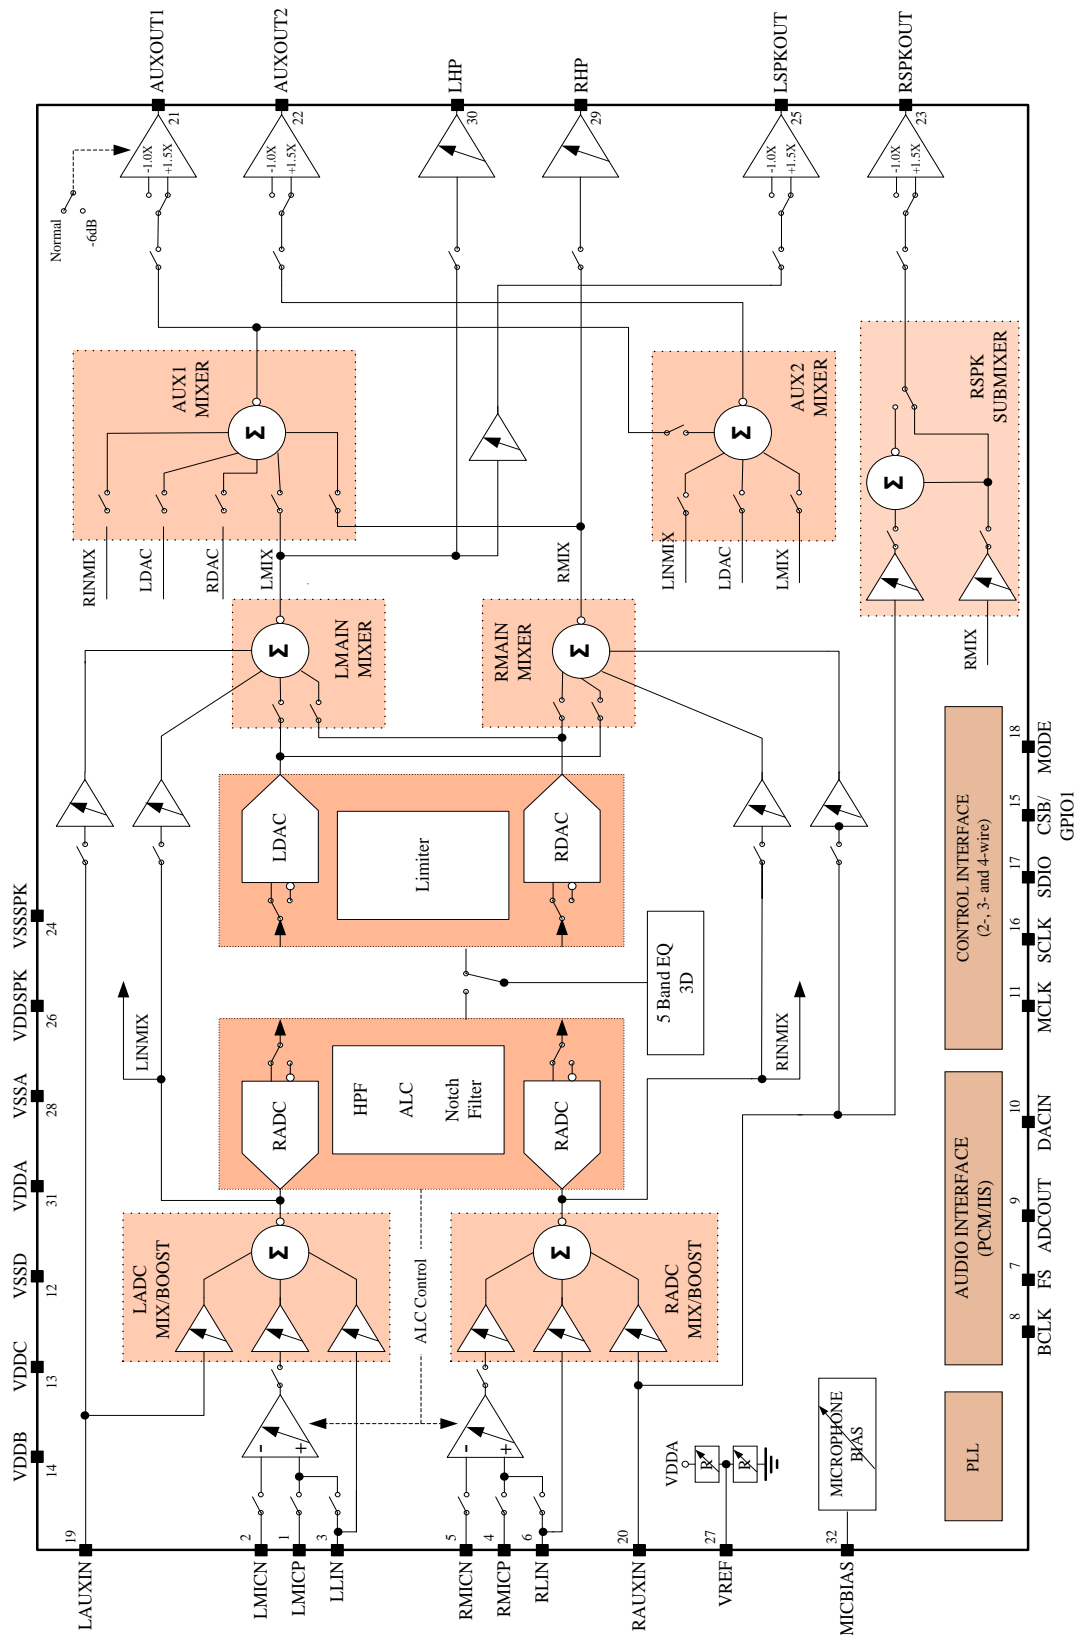 AUXOUT1
AUXOUT2
LHP
RHP
LSPKOUT
RSPKOUT
21
22
30
29
25
23
-1.0X
+1.5X
-1.0X
+1.5X
-1.0X
+1.5X
-1.0X
+1.5X
Normal
-6dB
AUX1
MIXER
Σ
AUX2
MIXER
Σ
RSPK
SUBMIXER
Σ
RINMIX
LDAC
RDAC
LMIX
RMIX
LINMIX
LDAC
LMIX
RMIX
LMAIN
MIXER
Σ
RMAIN
MIXER
Σ
LDAC
Limiter
RDAC
5 Band EQ
3D
LINMIX
RINMIX
RADC
HPF
ALC
Notch
Filter
RADC
LADC
MIX/BOOST
Σ
RADC
MIX/BOOST
Σ
ALC Control
-
+
-
+
VSSSPK
24
VDDSPK
26
VSSA
28
VDDA
31
VSSD
12
VDDC
13
VDDB
14
CONTROL INTERFACE
(2-, 3- and 4-wire)
AUDIO INTERFACE
(PCM/IIS)
PLL
MICROPHONE
BIAS
VDDA
R
R
18
MODE
15
CSB/
GPIO1
17
SDIO
16
SCLK
11
MCLK
10
DACIN
9
ADCOUT
7
FS
8
BCLK
19
LAUXIN
2
LMICN
1
LMICP
3
LLIN
5
RMICN
4
RMICP
6
RLIN
20
RAUXIN
27
VREF
32
MICBIAS